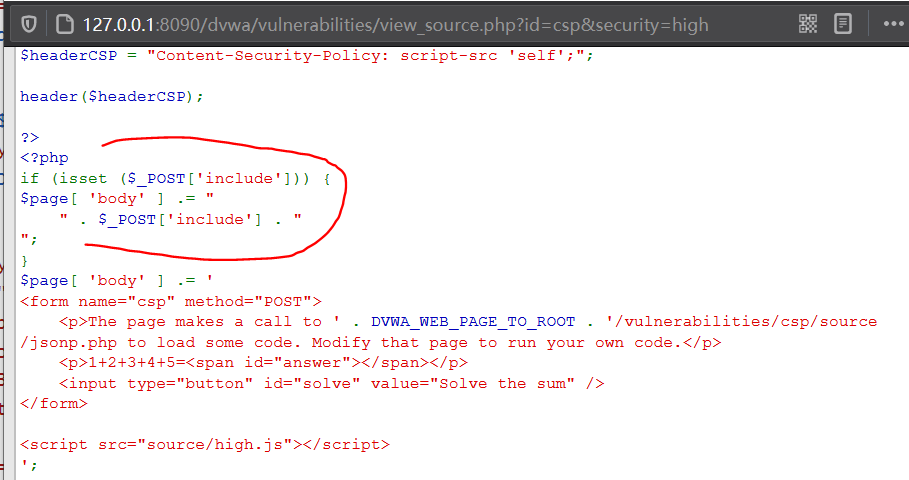 127.0.0.1:8090/dvwa/vulnerabilities/view_source.php?id=csp&security=high
$headerCSP = "Content-Security-Policy: script-src 'self';";
header($headerCSP);
?>
<?php
if (isset ($_POST['include'])) {
$page[ 'body' ] .= "
    " . $_POST['include'] . "
";
}
$page[ 'body' ] .= '
<form name="csp" method="POST">
    <p>The page makes a call to ' . DVWA_WEB_PAGE_TO_ROOT . '/vulnerabilities/csp/source
/jsonp.php to load some code. Modify that page to run your own code.</p>
    <p>1+2+3+4+5=<span id="answer"></span></p>
    <input type="button" id="solve" value="Solve the sum" />
</form>
<script src="source/high.js"></script>
';